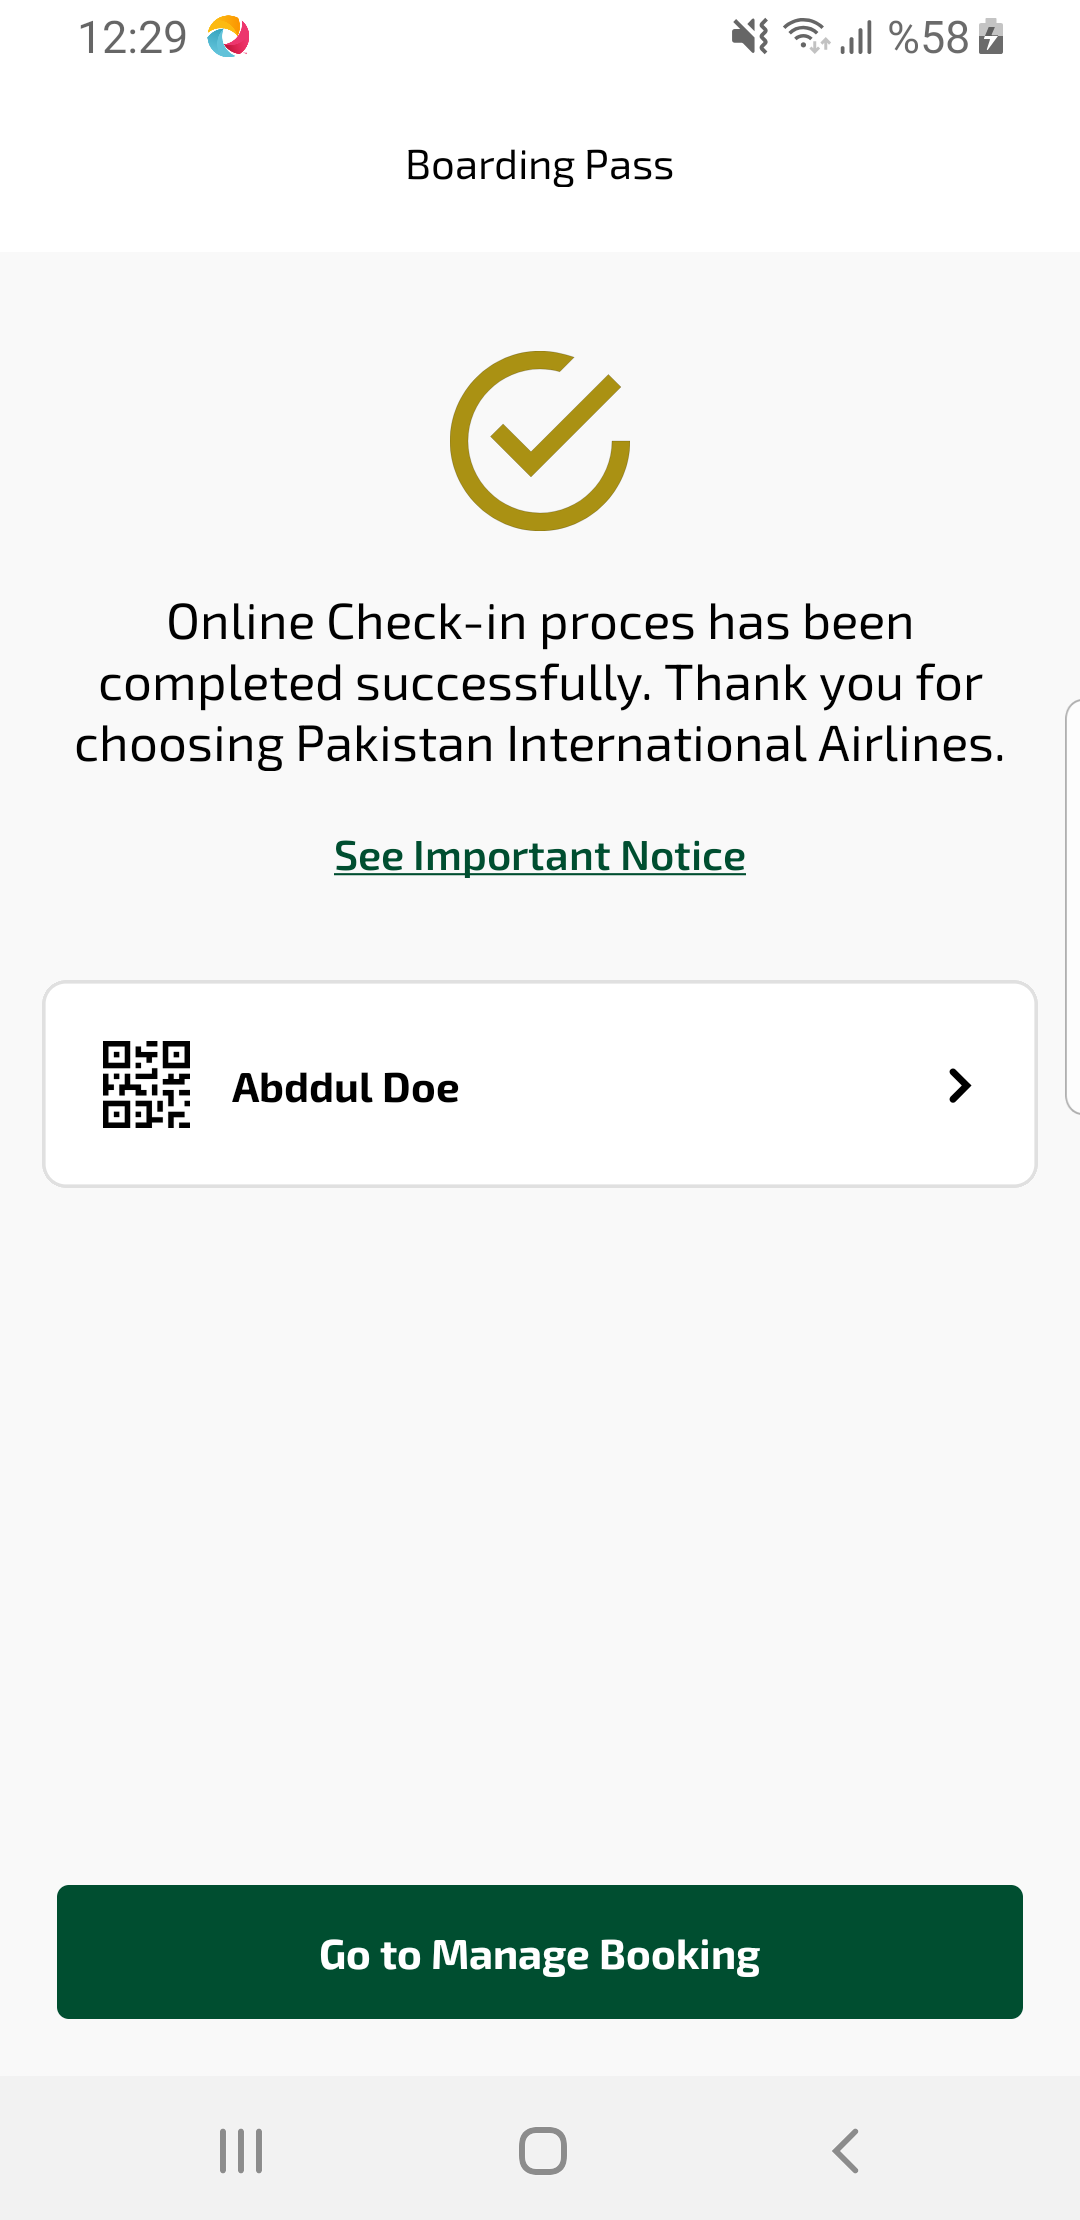 12:29
%58
Boarding Pass
Online Check-in proces has been
completed successfully. Thank you for
choosing Pakistan International Airlines.
See Important Notice
Abddul Doe
Go to Manage Booking